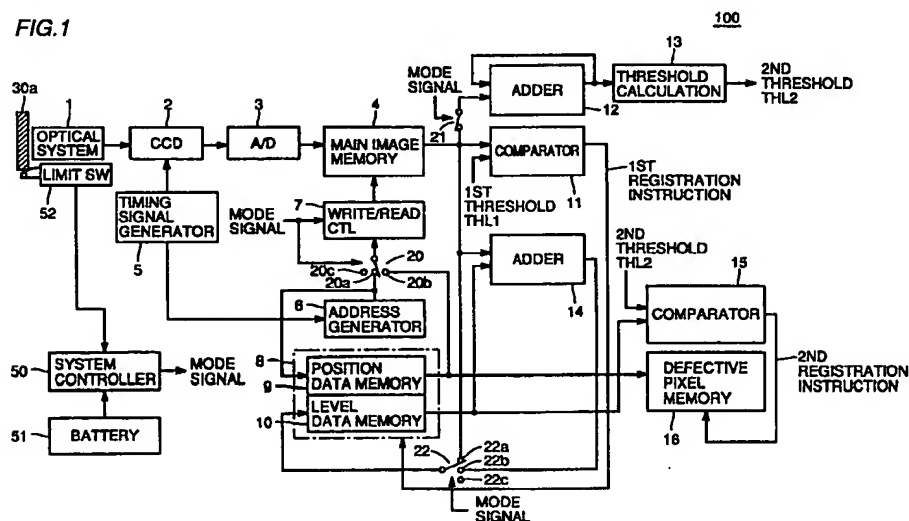 FIG.1
100
30a
1
OPTICAL
SYSTEM
LIMIT SW
52
2
CCD
3
A/D
4
MAIN IMAGE
MEMORY
MODE
SIGNAL
21
ADDER
12
13
THRESHOLD
CALCULATION
2ND
THRESHOLD
THL2
COMPARATOR
11
1ST
THRESHOLD
THL1
1ST
REGISTRATION
INSTRUCTION
TIMING
SIGNAL
GENERATOR
5
MODE
SIGNAL
7
WRITE/READ
CTL
20
20c
20a
20b
6
ADDRESS
GENERATOR
ADDER
14
2ND
THRESHOLD
THL2
15
COMPARATOR
2ND
REGISTRATION
INSTRUCTION
50
SYSTEM
CONTROLLER
MODE
SIGNAL
51
BATTERY
8
POSITION
DATA MEMORY
9
LEVEL
DATA MEMORY
10
DEFECTIVE
PIXEL
MEMORY
16
22
22a
22b
22c
MODE
SIGNAL